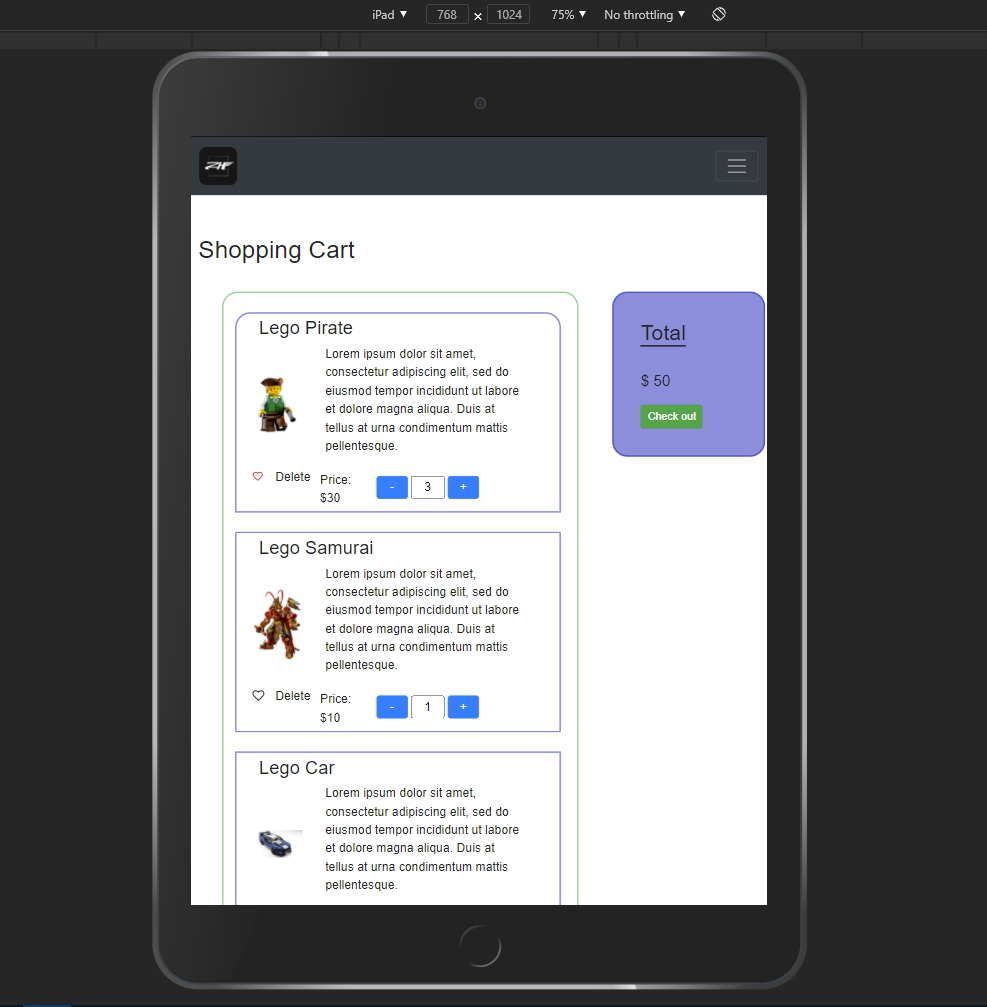 iPad ▼ 768 × 1024 75% ▼ No throttling ▼
ZHF
Shopping Cart
Lego Pirate
Lorem ipsum dolor sit amet,
consectetur adipiscing elit, sed do
eiusmod tempor incididunt ut labore
et dolore magna aliqua. Duis at
tellus at urna condimentum mattis
pellentesque.
Delete Price:
$30
- 3 +
Total
$ 50
Check out
Lego Samurai
Lorem ipsum dolor sit amet,
consectetur adipiscing elit, sed do
eiusmod tempor incididunt ut labore
et dolore magna aliqua. Duis at
tellus at urna condimentum mattis
pellentesque.
Delete Price:
$10
- 1 +
Lego Car
Lorem ipsum dolor sit amet,
consectetur adipiscing elit, sed do
eiusmod tempor incididunt ut labore
et dolore magna aliqua. Duis at
tellus at urna condimentum mattis
pellentesque.